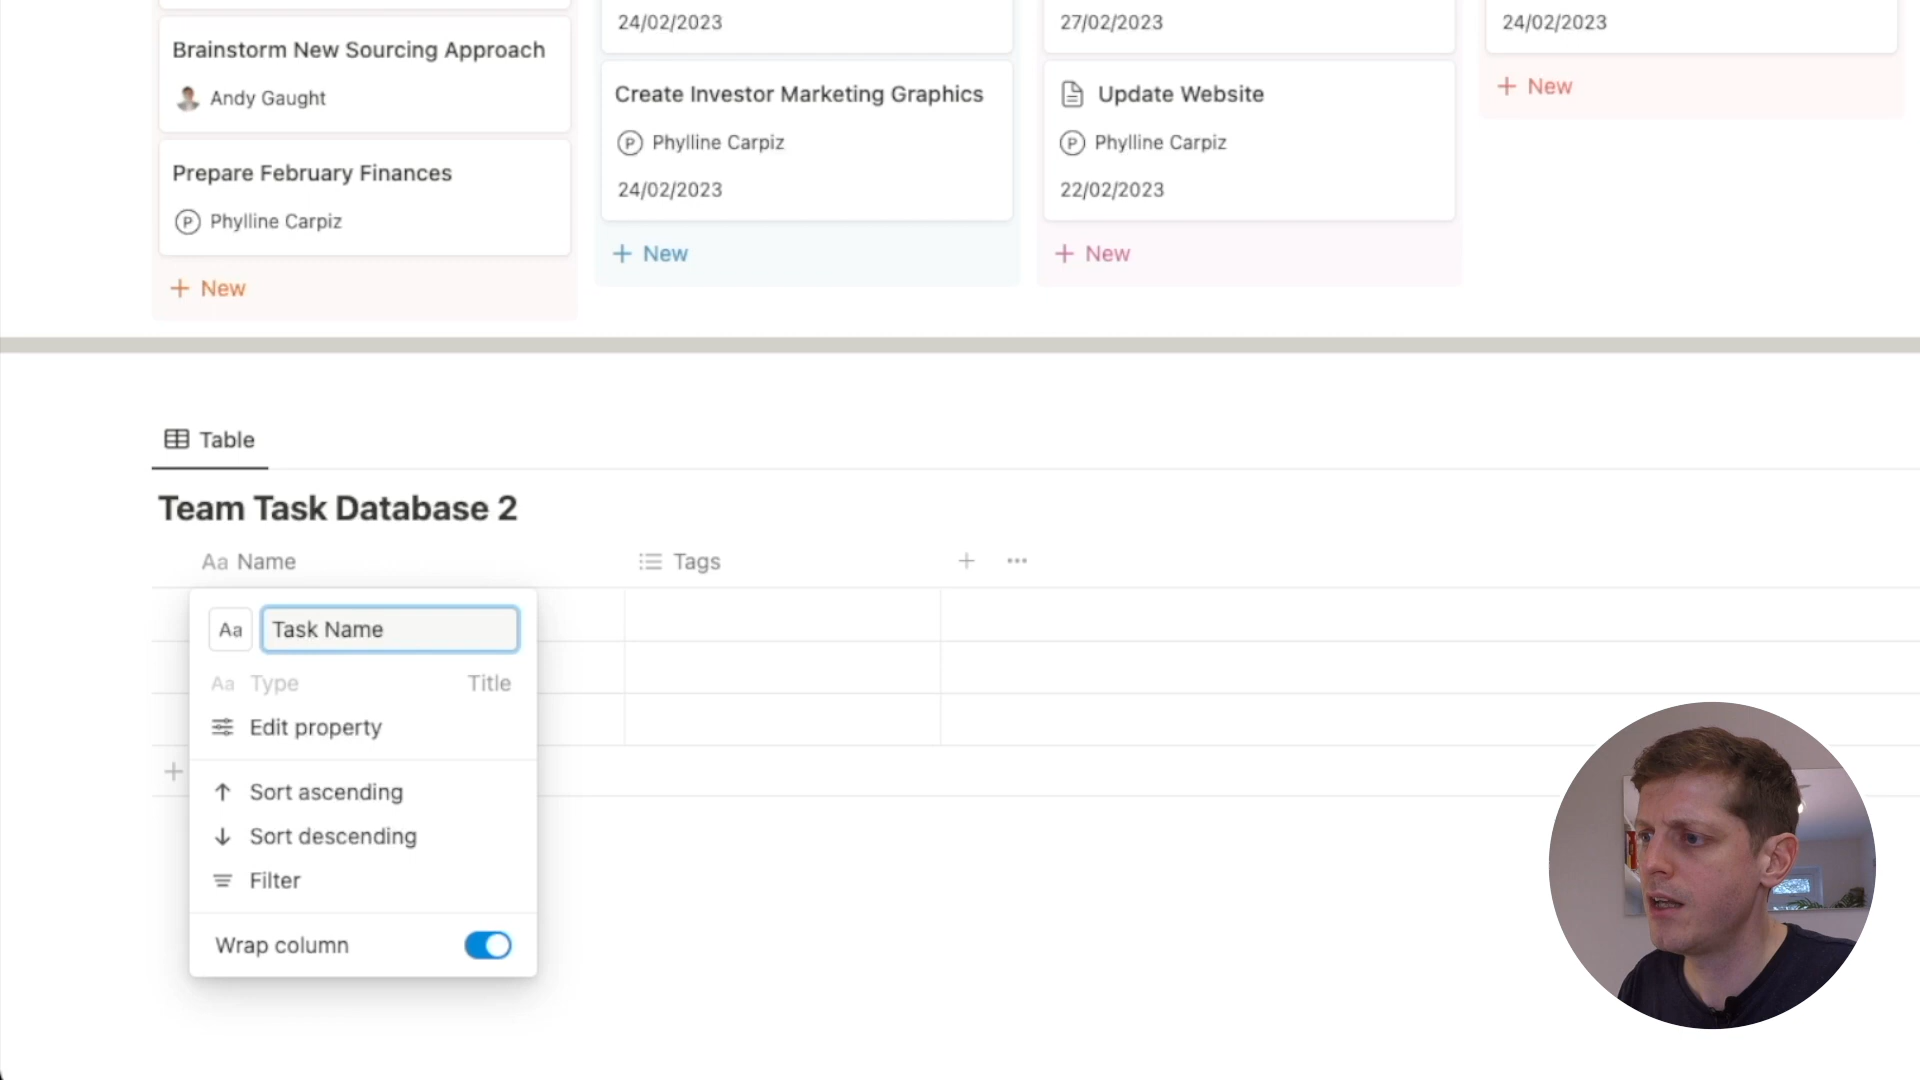 24/02/2023
27/02/2023
24/02/2023
Brainstorm New Sourcing Approach
Andy Gaught
Prepare February Finances
P Phylline Carpiz
+ New
Create Investor Marketing Graphics
P Phylline Carpiz
24/02/2023
+ New
Update Website
P Phylline Carpiz
22/02/2023
+ New
+ New
Table
Team Task Database 2
Aa Name
Tags
+ •••
Aa Task Name
Aa Type Title
Edit property
Sort ascending
Sort descending
Filter
Wrap column